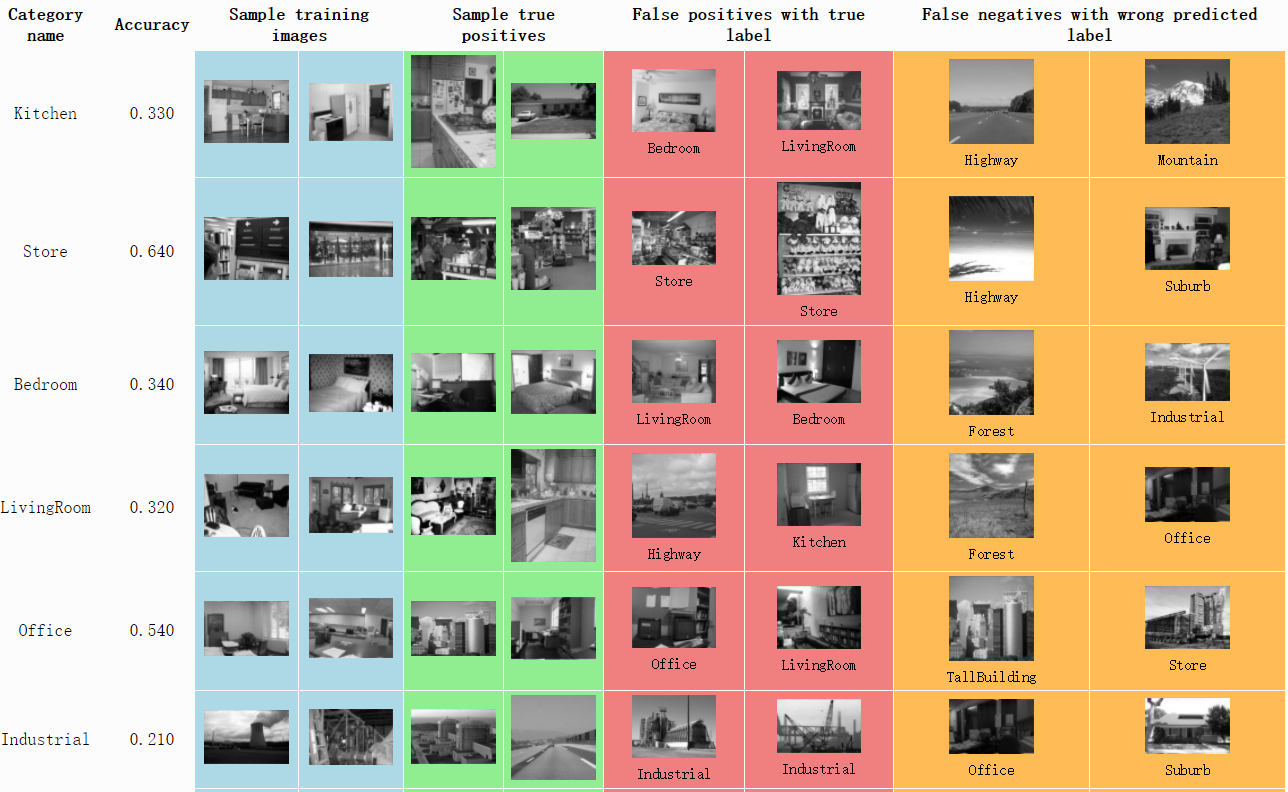 Category name
Accuracy
Sample training images
Sample true positives
False positives with true label
False negatives with wrong predicted label
Kitchen
0.330
Bedroom
LivingRoom
Highway
Mountain
Store
0.640
Store
Store
Highway
Suburb
Bedroom
0.340
LivingRoom
Bedroom
Forest
Industrial
LivingRoom
0.320
Highway
Kitchen
Forest
Office
Office
0.540
Office
LivingRoom
TallBuilding
Store
Industrial
0.210
Industrial
Industrial
Office
Suburb